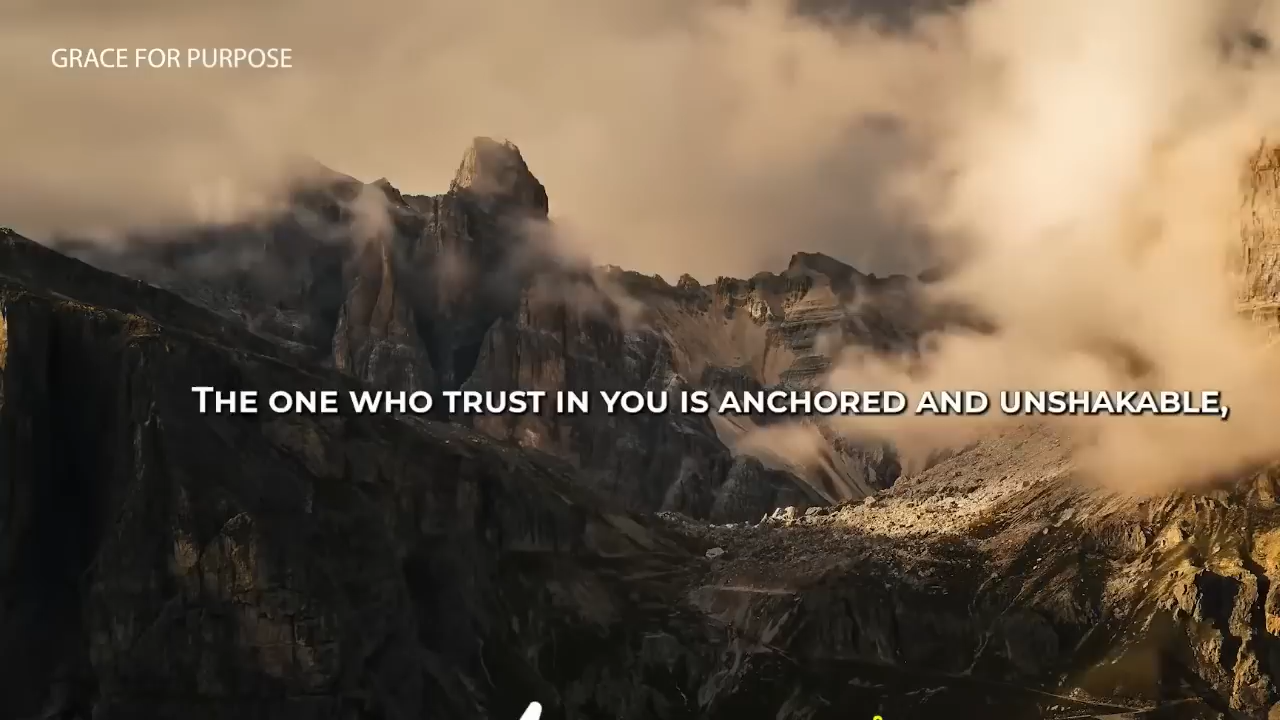 GRACE FOR PURPOSE
THE ONE WHO TRUST IN YOU IS ANCHORED AND UNSHAKABLE,